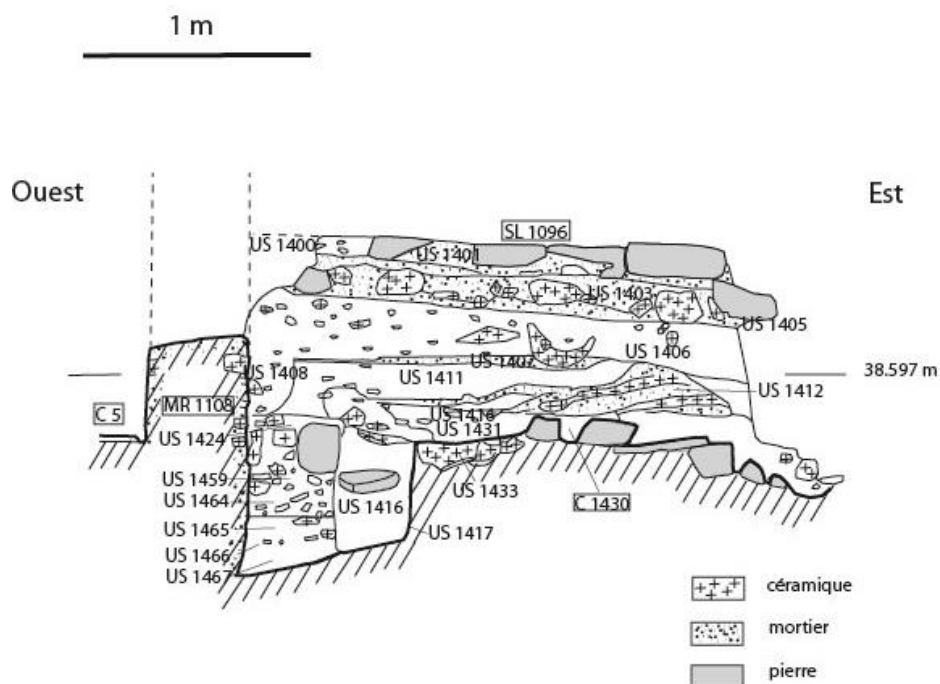 1 m
Ouest
Est
SL 1096
US 1400
US 1401
US 1403
US 1405
US 1406
US 1407
US 1408
US 1411
38.597 m
US 1412
MR 1108
C 5
US 1418
US 1431
US 1424
US 1459
US 1433
C 1430
US 1464
US 1416
US 1465
US 1417
US 1466
US 1467
céramique
mortier
pierre